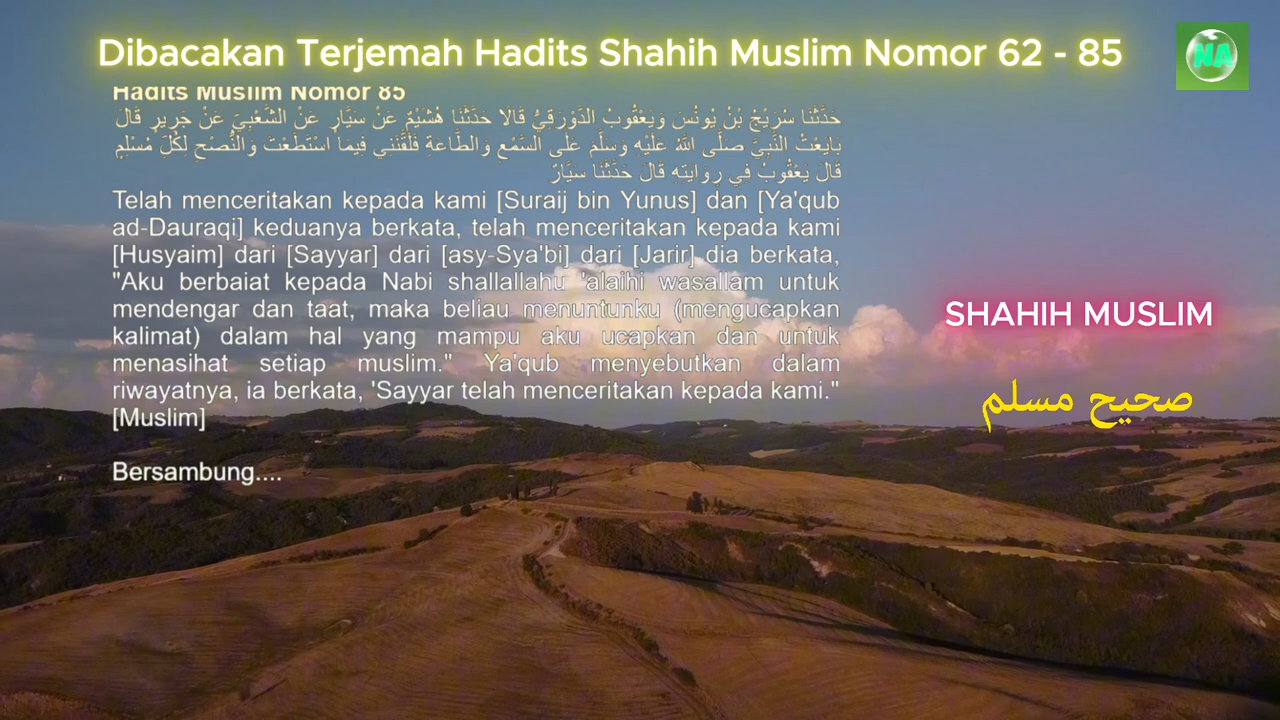 Dibacakan Terjemah Hadits Shahih Muslim Nomor 62 - 85
NA
Hadits Muslim Nomor 85
حَدَّثَنَا سُرَيْجُ بْنُ يُونُسَ وَيَعْقُوبُ الدَّوْرَقِيُّ قَالَا حَدَّثَنَا هُشَيْمٌ عَنْ سَيَّارٍ عَنْ الشَّعْبِيِّ عَنْ جَرِيرٍ قَالَ
بَايَعْتُ النَّبِيَّ صَلَّى اللَّهُ عَلَيْهِ وَسَلَّمَ عَلَى السَّمْعِ وَالطَّاعَةِ فَلَقَّنَنِي فِيمَا اسْتَطَعْتَ وَالنُّصْحِ لِكُلِّ مُسْلِمٍ
قَالَ يَعْقُوبُ فِي رِوَايَتِهِ قَالَ حَدَّثَنَا سَيَّارٌ
Telah menceritakan kepada kami [Suraij bin Yunus] dan [Ya'qub
ad-Dauraqi] keduanya berkata, telah menceritakan kepada kami
[Husyaim] dari [Sayyar] dari [asy-Sya'bi] dari [Jarir] dia berkata,
"Aku berbaiat kepada Nabi shallallahu 'alaihi wasallam untuk
mendengar dan taat, maka beliau menuntunku (mengucapkan
kalimat) dalam hal yang mampu aku ucapkan dan untuk
menasihat setiap muslim." Ya'qub menyebutkan dalam
riwayatnya, ia berkata, 'Sayyar telah menceritakan kepada kami."
[Muslim]
Bersambung....
SHAHIH MUSLIM
صحيح مسلم